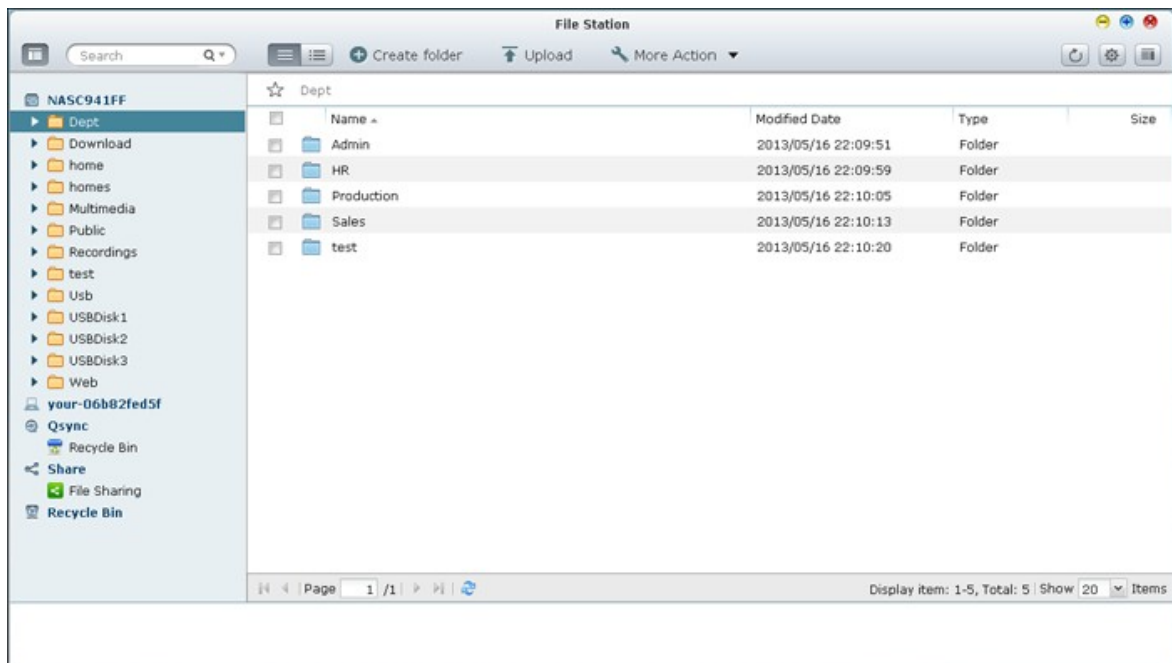 File Station
Search
Create folder Upload More Action
NASC941FF
Dept
Download
home
homes
Multimedia
Public
Recordings
test
Usb
USBDisk1
USBDisk2
USBDisk3
Web
your-06b82fed5f
Qsync
Recycle Bin
Share
File Sharing
Recycle Bin
Dept
Name Modified Date Type Size
Admin 2013/05/16 22:09:51 Folder
HR 2013/05/16 22:09:59 Folder
Production 2013/05/16 22:10:05 Folder
Sales 2013/05/16 22:10:13 Folder
test 2013/05/16 22:10:20 Folder
Page 1 /1 Display item: 1-5, Total: 5 Show 20 Items